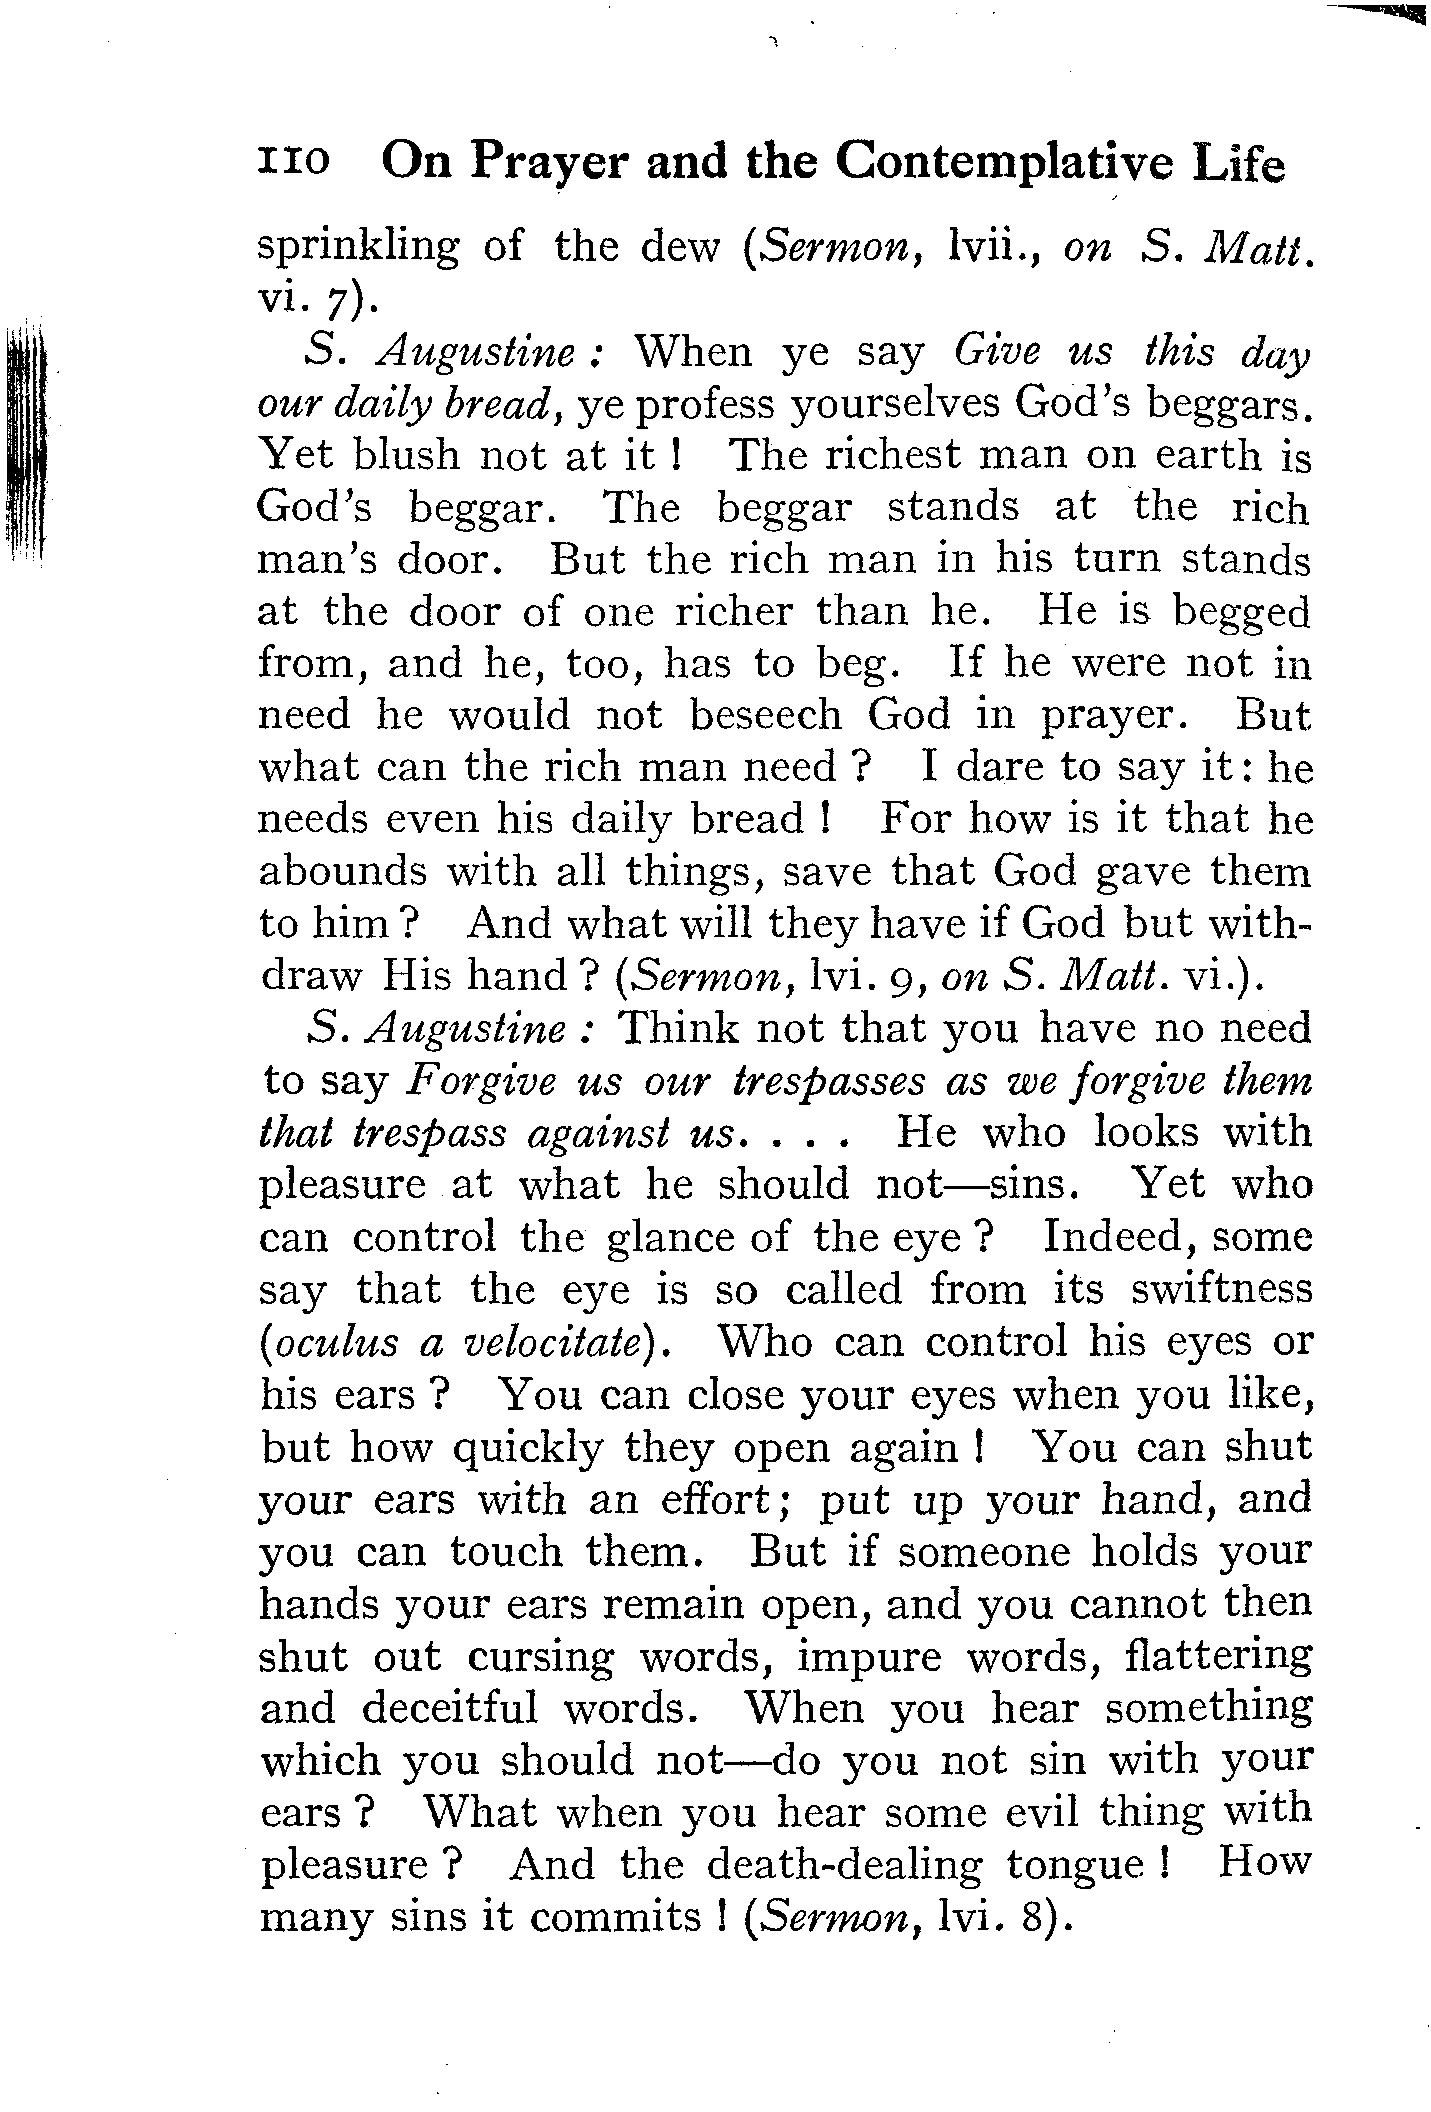 110 On Prayer and the Contemplative Life
sprinkling of the dew (Sermon, lvii., on S. Matt.
vi. 7).
S. Augustine : When ye say Give us this day
our daily bread, ye profess yourselves God's beggars.
Yet blush not at it ! The richest man on earth is
God's beggar. The beggar stands at the rich
man's door. But the rich man in his turn stands
at the door of one richer than he. He is begged
from, and he, too, has to beg. If he were not in
need he would not beseech God in prayer. But
what can the rich man need ? I dare to say it: he
needs even his daily bread ! For how is it that he
abounds with all things, save that God gave them
to him ? And what will they have if God but with-
draw His hand ? (Sermon, lvi. 9, on S. Matt. vi.).
S. Augustine : Think not that you have no need
to say Forgive us our trespasses as we forgive them
that trespass against us. . . . He who looks with
pleasure at what he should not—sins. Yet who
can control the glance of the eye ? Indeed, some
say that the eye is so called from its swiftness
(oculus a velocitate). Who can control his eyes or
his ears ? You can close your eyes when you like,
but how quickly they open again ! You can shut
your ears with an effort; put up your hand, and
you can touch them. But if someone holds your
hands your ears remain open, and you cannot then
shut out cursing words, impure words, flattering
and deceitful words. When you hear something
which you should not—do you not sin with your
ears ? What when you hear some evil thing with
pleasure ? And the death-dealing tongue ! How
many sins it commits ! (Sermon, lvi. 8).